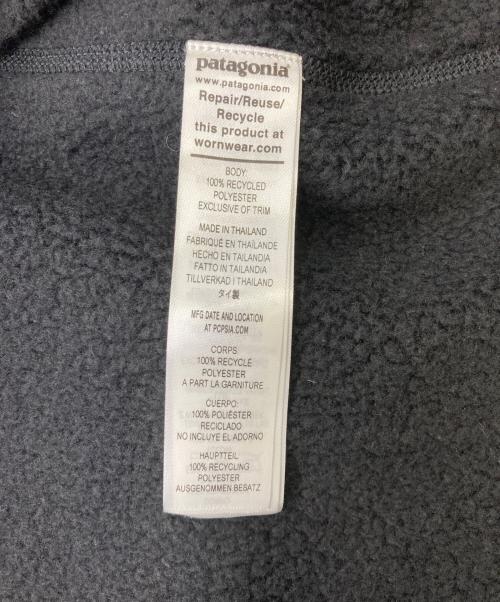 patagonia®
www.patagonia.com
Repair/Reuse/
Recycle
this product at
wornwear.com
BODY:
100% RECYCLED
POLYESTER
EXCLUSIVE OF TRIM
MADE IN THAILAND
FABRIQUÉ EN THAÏLANDE
HECHO EN TAILANDIA
FATTO IN TAILANDIA
TILLVERKAD I THAILAND
タイ製
MFG DATE AND LOCATION
AT PCPSIA.COM
CORPS:
100% RECYCLÉ
POLYESTER
A PART LA GARNITURE
CUERPO:
100% POLIÉSTER
RECICLADO
NO INCLUYE EL ADORNO
HAUPTTEIL
100% RECYCLING
POLYESTER
AUSGENOMMEN BESATZ